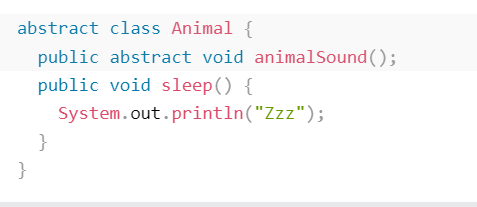 abstract class Animal {
  public abstract void animalSound();
  public void sleep() {
    System.out.println("Zzz");
  }
}